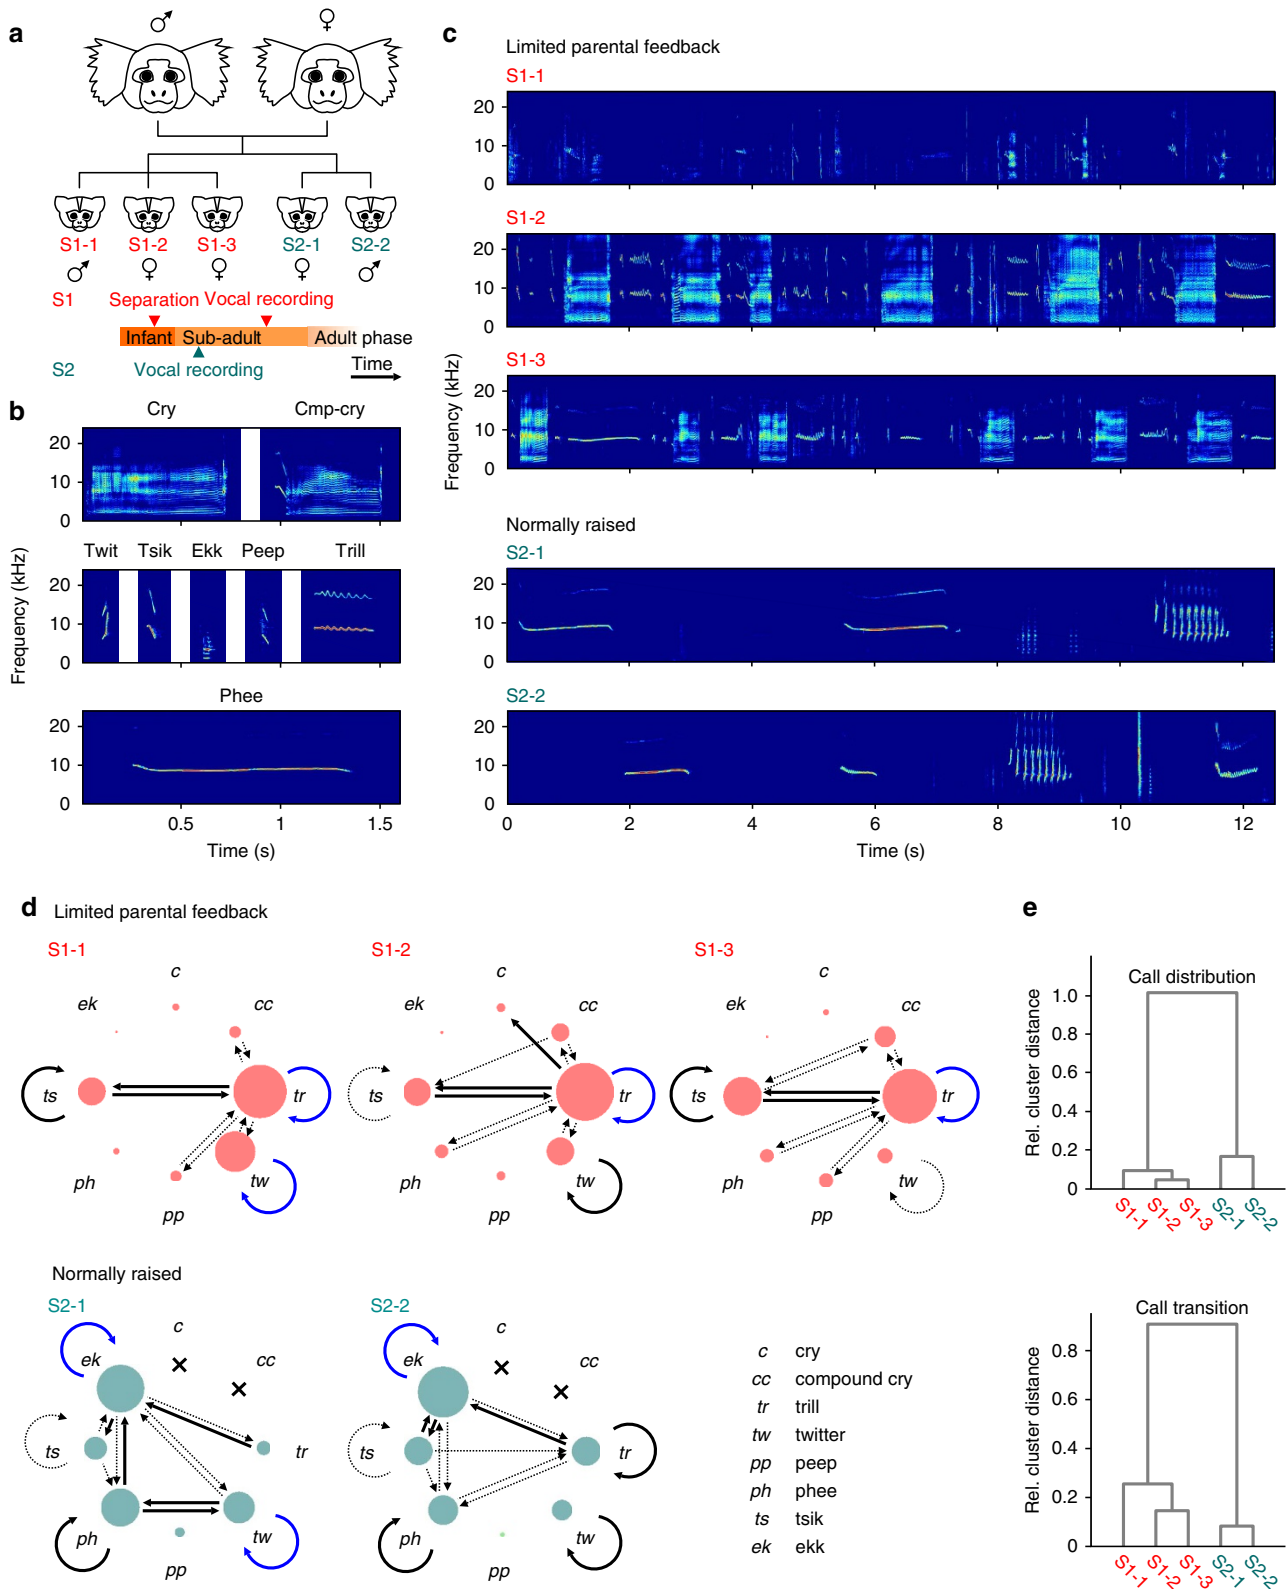 a
♂ ♀
S1-1 S1-2 S1-3 S2-1 S2-2
♂ ♀ ♀ ♀ ♂
S1 Separation Vocal recording
Infant Sub-adult Adult phase
S2 Vocal recording Time
b
Cry Cmp-cry
20
10
0
Twit Tsik Ekk Peep Trill
20
10
0
Frequency (kHz)
Phee
20
10
0
0.5 1 1.5
Time (s)
c
Limited parental feedback
S1-1
20
10
0
S1-2
20
10
0
S1-3
20
10
0
Frequency (kHz)
Normally raised
S2-1
20
10
0
S2-2
20
10
0
0 2 4 6 8 10 12
Time (s)
d
Limited parental feedback
S1-1
c
ek cc
ts tr
ph tw
pp
S1-2
c
ek cc
ts tr
ph tw
pp
S1-3
c
ek cc
ts tr
ph tw
pp
Normally raised
S2-1
c
ek cc
ts tr
ph tw
pp
S2-2
c
ek cc
ts tr
ph tw
pp
c cry
cc compound cry
tr trill
tw twitter
pp peep
ph phee
ts tsik
ek ekk
e
Call distribution
Rel. cluster distance
1.0
0.8
0.6
0.4
0.2
0
S1-1 S1-2 S1-3 S2-1 S2-2
Call transition
Rel. cluster distance
0.8
0.6
0.4
0.2
0
S1-1 S1-2 S1-3 S2-1 S2-2